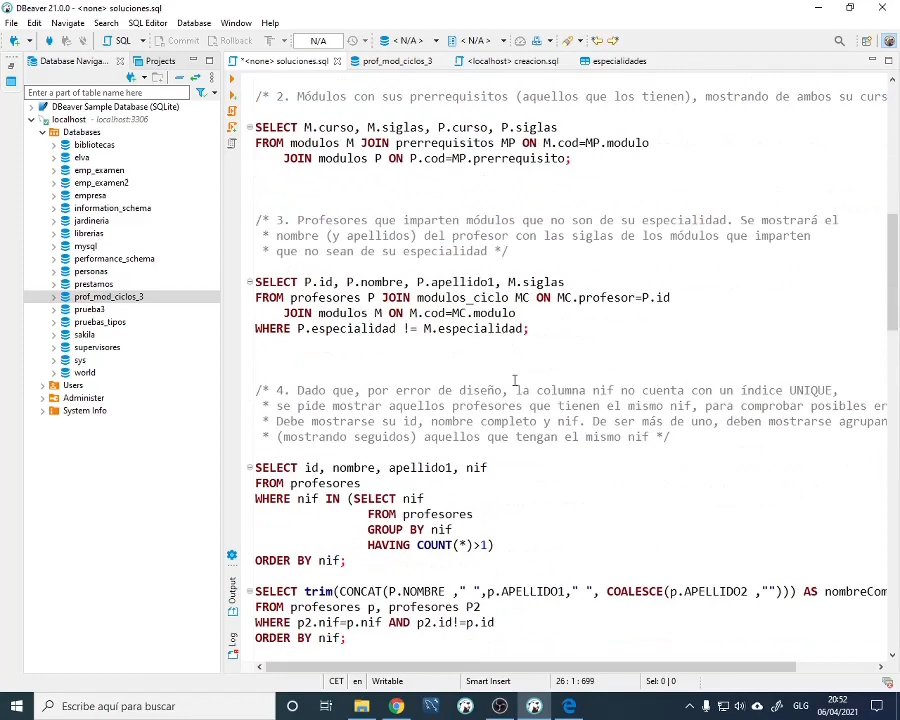 DBeaver 21.0.0 - <none> soluciones.sql
File Edit Navigate Search SQL Editor Database Window Help
SQL Commit Rollback T N/A < N/A > < N/A >
Database Naviga... Projects *<none> soluciones.sql prof_mod_ciclos_3 <localhost> creacion.sql especialidades
Enter a part of table name here
DBeaver Sample Database (SQLite)
localhost - localhost:3306
Databases
bibliotecas
elva
emp_examen
emp_examen2
empresa
information_schema
jardineria
librerias
mysql
performance_schema
personas
prestamos
prof_mod_ciclos_3
prueba3
pruebas_tipos
sakila
supervisores
sys
world
Users
Administer
System Info
/* 2. Módulos con sus prerrequisitos (aquellos que los tienen), mostrando de ambos su curs
SELECT M.curso, M.siglas, P.curso, P.siglas
FROM modulos M JOIN prerrequisitos MP ON M.cod=MP.modulo
JOIN modulos P ON P.cod=MP.prerrequisito;
/* 3. Profesores que imparten módulos que no son de su especialidad. Se mostrará el
* nombre (y apellidos) del profesor con las siglas de los módulos que imparten
* que no sean de su especialidad */
SELECT P.id, P.nombre, P.apellido1, M.siglas
FROM profesores P JOIN modulos_ciclo MC ON MC.profesor=P.id
JOIN modulos M ON M.cod=MC.modulo
WHERE P.especialidad != M.especialidad;
/* 4. Dado que, por error de diseño, la columna nif no cuenta con un índice UNIQUE,
* se pide mostrar aquellos profesores que tienen el mismo nif, para comprobar posibles er
* Debe mostrarse su id, nombre completo y nif. De ser más de uno, deben mostrarse agrupan
* (mostrando seguidos) aquellos que tengan el mismo nif */
SELECT id, nombre, apellido1, nif
FROM profesores
WHERE nif IN (SELECT nif
FROM profesores
GROUP BY nif
HAVING COUNT(*)>1)
ORDER BY nif;
SELECT trim(CONCAT(P.NOMBRE ," ",p.APELLIDO1," ", COALESCE(p.APELLIDO2 ,""))) AS nombreCom
FROM profesores p, profesores P2
WHERE p2.nif=p.nif AND p2.id!=p.id
ORDER BY nif;
Output
Log
CET en Writable Smart Insert 26 : 1 : 699 Sel: 0 | 0
Escribe aquí para buscar
GLG
20:52
06/04/2021